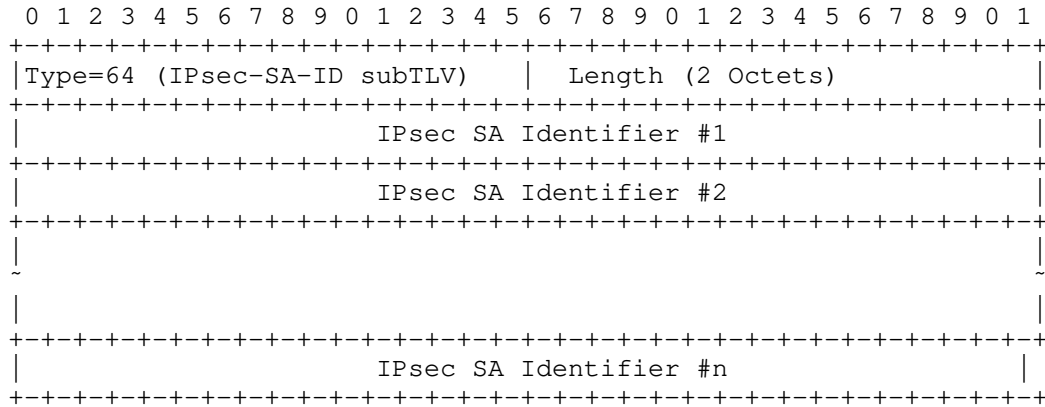 0 1 2 3 4 5 6 7 8 9 0 1 2 3 4 5 6 7 8 9 0 1 2 3 4 5 6 7 8 9 0 1
+-+-+-+-+-+-+-+-+-+-+-+-+-+-+-+-+-+-+-+-+-+-+-+-+-+-+-+-+-+-+-+-+
|Type=64 (IPsec-SA-ID subTLV)   |  Length (2 Octets)            |
+-+-+-+-+-+-+-+-+-+-+-+-+-+-+-+-+-+-+-+-+-+-+-+-+-+-+-+-+-+-+-+-+
|                      IPsec SA Identifier #1                   |
+-+-+-+-+-+-+-+-+-+-+-+-+-+-+-+-+-+-+-+-+-+-+-+-+-+-+-+-+-+-+-+-+
|                      IPsec SA Identifier #2                   |
+-+-+-+-+-+-+-+-+-+-+-+-+-+-+-+-+-+-+-+-+-+-+-+-+-+-+-+-+-+-+-+-+
|                                                               |
~                                                               ~
|                                                               |
+-+-+-+-+-+-+-+-+-+-+-+-+-+-+-+-+-+-+-+-+-+-+-+-+-+-+-+-+-+-+-+-+
|                      IPsec SA Identifier #n                  |
+-+-+-+-+-+-+-+-+-+-+-+-+-+-+-+-+-+-+-+-+-+-+-+-+-+-+-+-+-+-+-+-+